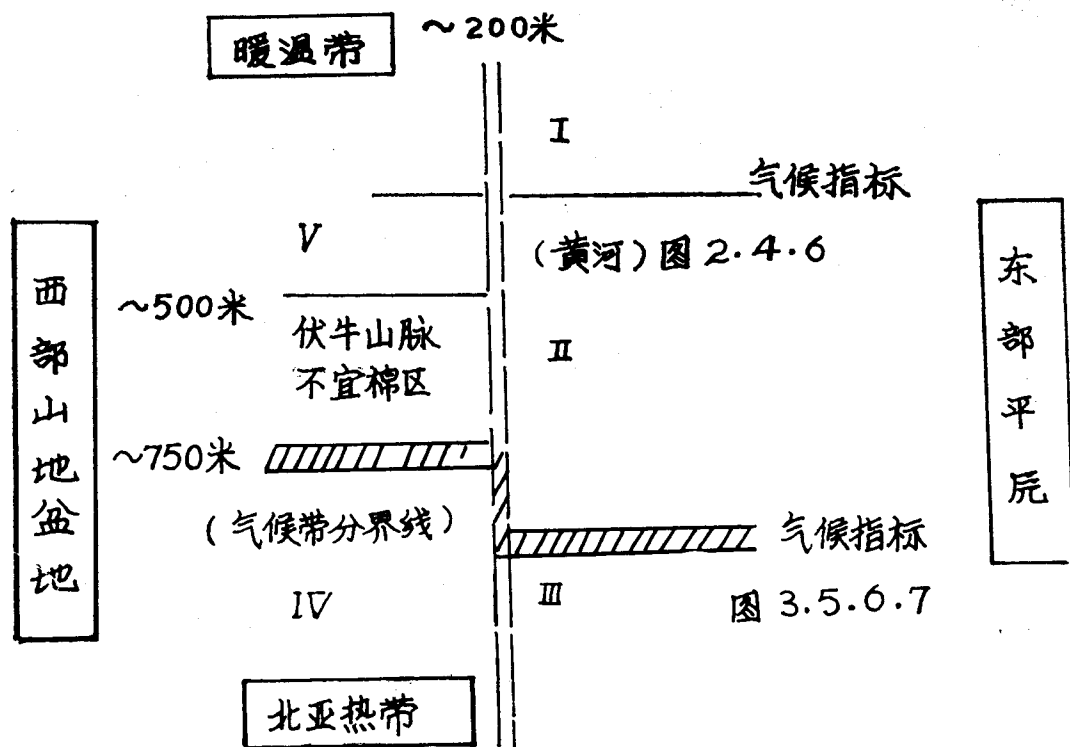 暖温带
～200米
I
气候指标
V
(黄河)图 2.4.6
西部山地盆地
东部平原
～500米
伏牛山脉
不宜棉区
II
～750米
(气候带分界线)
气候指标
IV
III
图 3.5.6.7
北亚热带